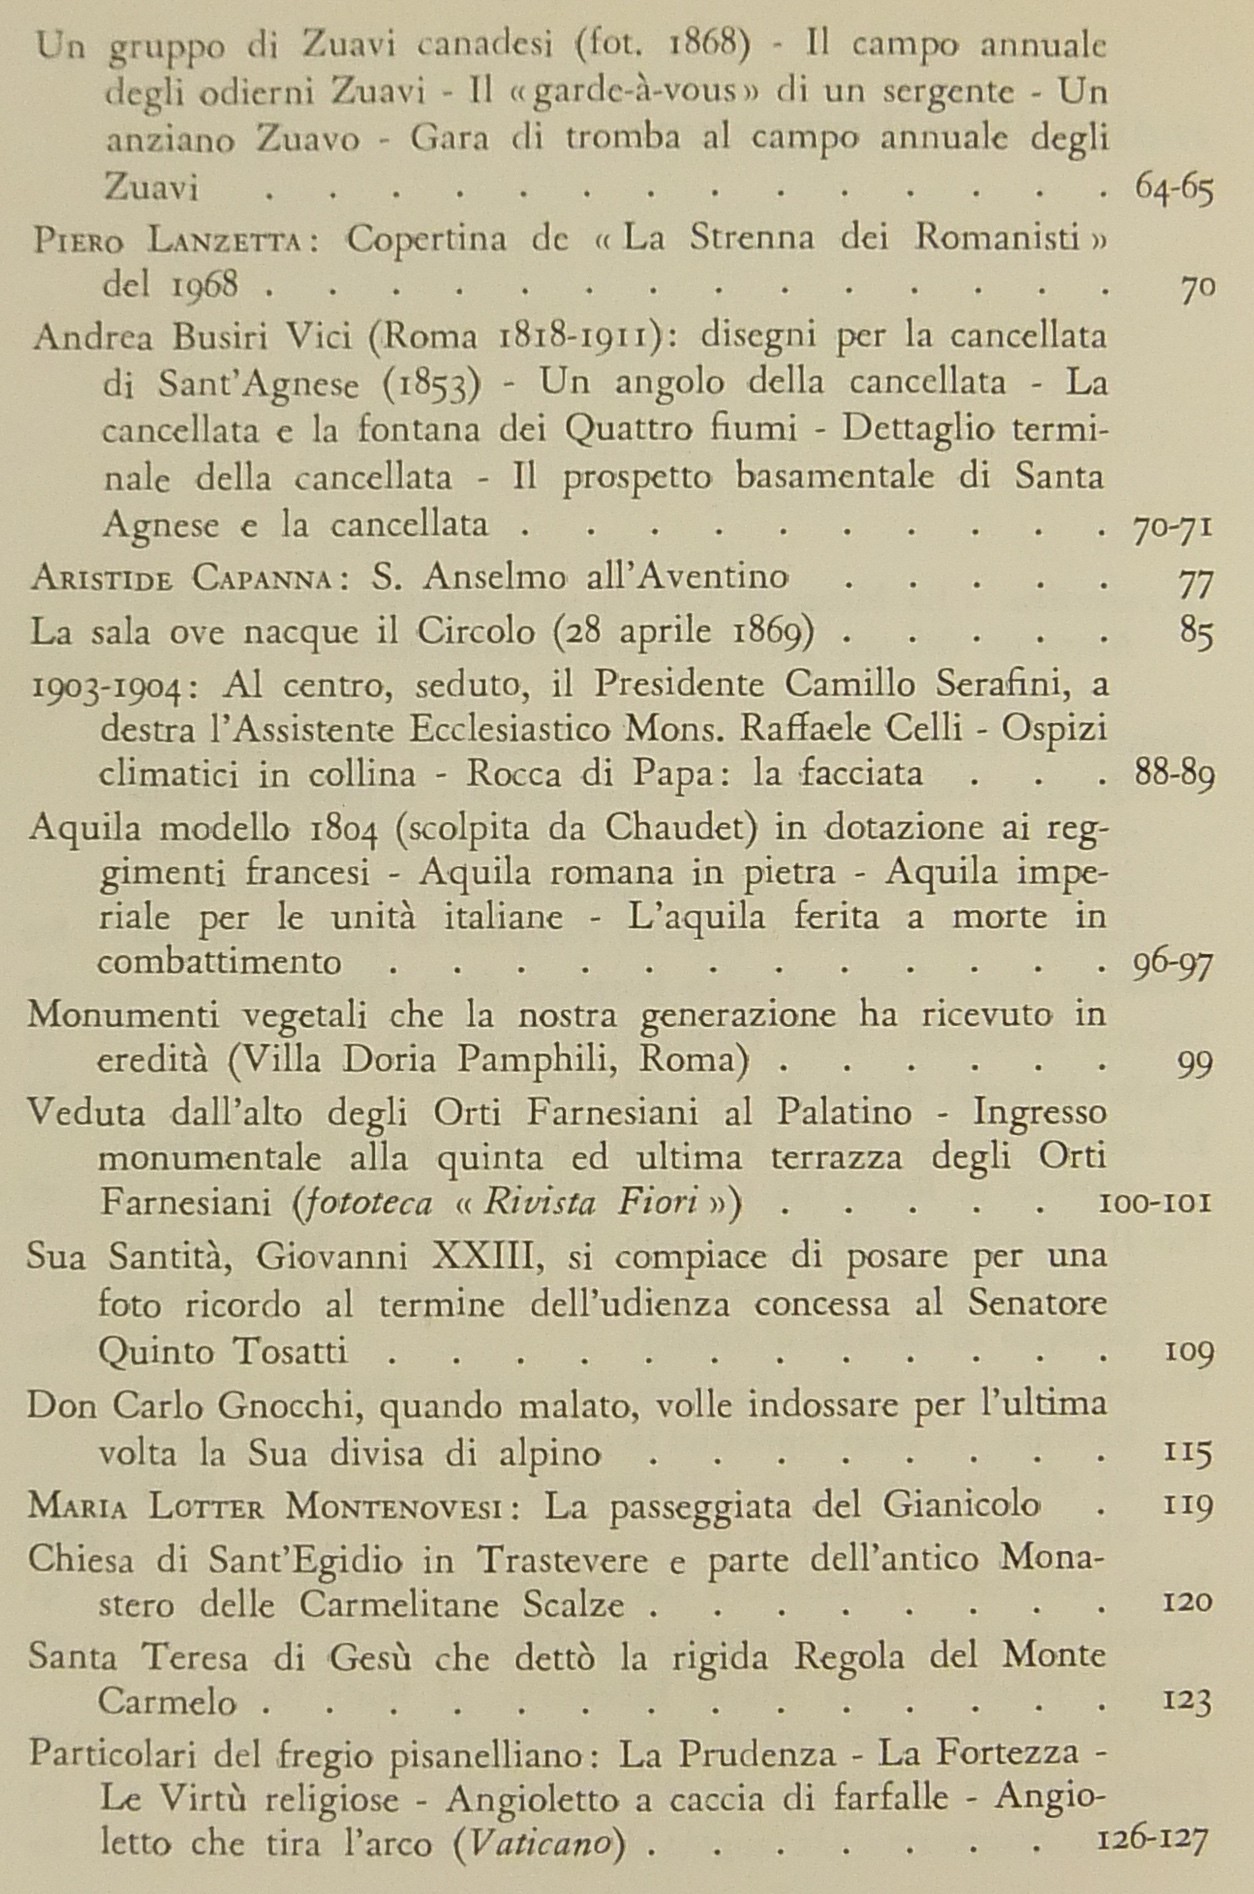 Un gruppo di Zuavi canadesi (fot. 1868) - Il campo annuale
degli odierni Zuavi - Il «garde-à-vous» di un sergente - Un
anziano Zuavo - Gara di tromba al campo annuale degli
Zuavi . . . . . . . . . . . . . . 64-65
PIERO LANZETTA: Copertina de « La Strenna dei Romanisti »
del 1968 . . . . . . . . . . . . . . 70
Andrea Busiri Vici (Roma 1818-1911): disegni per la cancellata
di Sant'Agnese (1853) - Un angolo della cancellata - La
cancellata e la fontana dei Quattro fiumi - Dettaglio termi-
nale della cancellata - Il prospetto basamentale di Santa
Agnese e la cancellata . . . . . . . . . . 70-71
ARISTIDE CAPANNA: S. Anselmo all'Aventino . . . . . 77
La sala ove nacque il Circolo (28 aprile 1869) . . . . . 85
1903-1904: Al centro, seduto, il Presidente Camillo Serafini, a
destra l'Assistente Ecclesiastico Mons. Raffaele Celli - Ospizi
climatici in collina - Rocca di Papa: la facciata . . . 88-89
Aquila modello 1804 (scolpita da Chaudet) in dotazione ai reg-
gimenti francesi - Aquila romana in pietra - Aquila impe-
riale per le unità italiane - L'aquila ferita a morte in
combattimento . . . . . . . . . . . . 96-97
Monumenti vegetali che la nostra generazione ha ricevuto in
eredità (Villa Doria Pamphili, Roma) . . . . . . 99
Veduta dall'alto degli Orti Farnesiani al Palatino - Ingresso
monumentale alla quinta ed ultima terrazza degli Orti
Farnesiani (fototeca « Rivista Fiori ») . . . . . 100-101
Sua Santità, Giovanni XXIII, si compiace di posare per una
foto ricordo al termine dell'udienza concessa al Senatore
Quinto Tosatti . . . . . . . . . . . . 109
Don Carlo Gnocchi, quando malato, volle indossare per l'ultima
volta la Sua divisa di alpino . . . . . . . . 115
MARIA LOTTER MONTENOVESI: La passeggiata del Gianicolo . 119
Chiesa di Sant'Egidio in Trastevere e parte dell'antico Mona-
stero delle Carmelitane Scalze . . . . . . . . 120
Santa Teresa di Gesù che dettò la rigida Regola del Monte
Carmelo . . . . . . . . . . . . . . 123
Particolari del fregio pisanelliano: La Prudenza - La Fortezza -
Le Virtù religiose - Angioletto a caccia di farfalle - Angio-
letto che tira l'arco (Vaticano) . . . . . . . 126-127